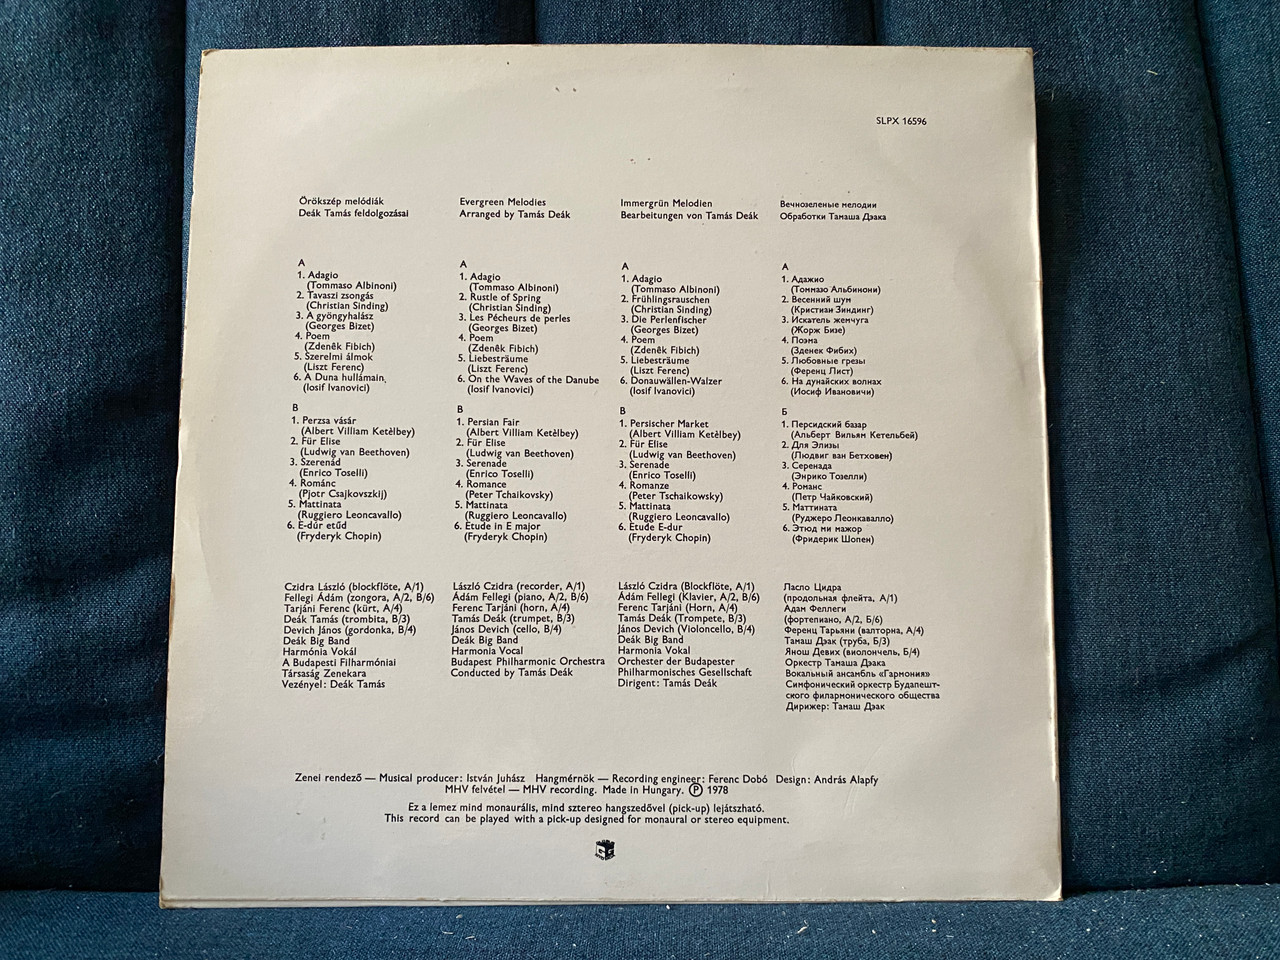 SLPX 16596
Örökszép melódiák
Deák Tamás feldolgozásai
A
1. Adagio
(Tommaso Albinoni)
2. Tavaszi zsongás
(Christian Sinding)
3. A gyöngyhalász
(Georges Bizet)
4. Poem
(Zdenêk Fibich)
5. Szerelmi álmok
(Liszt Ferenc)
6. A Duna hullámain
(Iosif Ivanovici)
B
1. Perzsa vásár
(Albert Villiam Ketèlbey)
2. Für Elise
(Ludwig van Beethoven)
3. Szerenád
(Enrico Toselli)
4. Románc
(Pjotr Csajkovszkij)
5. Mattinata
(Ruggiero Leoncavallo)
6. E-dúr etűd
(Fryderyk Chopin)
Czidra László (blockflöte, A/1)
Fellegi Ádám (zongora, A/2, B/6)
Tarjáni Ferenc (kürt, A/4)
Deák Tamás (trombita, B/3)
Devich János (gordonka, B/4)
Deák Big Band
Harmónia Vokál
A Budapesti Filharmóniai
Társaság Zenekara
Vezényel: Deák Tamás
Evergreen Melodies
Arranged by Tamás Deák
A
1. Adagio
(Tommaso Albinoni)
2. Rustle of Spring
(Christian Sinding)
3. Les Pécheurs de perles
(Georges Bizet)
4. Poem
(Zdenêk Fibich)
5. Liebesträume
(Liszt Ferenc)
6. On the Waves of the Danube
(Iosif Ivanovici)
B
1. Persian Fair
(Albert Villiam Ketèlbey)
2. Für Elise
(Ludwig van Beethoven)
3. Serenade
(Enrico Toselli)
4. Romance
(Peter Tchaikovsky)
5. Mattinata
(Ruggiero Leoncavallo)
6. Etude in E major
(Fryderyk Chopin)
László Czidra (recorder, A/1)
Ádám Fellegi (piano, A/2, B/6)
Ferenc Tarjáni (horn, A/4)
Tamás Deák (trumpet, B/3)
János Devich (cello, B/4)
Deák Big Band
Harmonia Vocal
Budapest Philharmonic Orchestra
Conducted by Tamás Deák
Immergrün Melodien
Bearbeitungen von Tamás Deák
A
1. Adagio
(Tommaso Albinoni)
2. Frühlingsrauschen
(Christian Sinding)
3. Die Perlenfischer
(Georges Bizet)
4. Poem
(Zdenêk Fibich)
5. Liebesträume
(Liszt Ferenc)
6. Donauwällen-Walzer
(Iosif Ivanovici)
B
1. Persischer Market
(Albert Villiam Ketèlbey)
2. Für Elise
(Ludwig van Beethoven)
3. Serenade
(Enrico Toselli)
4. Romanze
(Peter Tschaikowsky)
5. Mattinata
(Ruggiero Leoncavallo)
6. Etude E-dur
(Fryderyk Chopin)
László Czidra (Blockflöte, A/1)
Ádám Fellegi (Klavier, A/2, B/6)
Ferenc Tarjáni (Horn, A/4)
Tamás Deák (Trompete, B/3)
János Devich (Violoncello, B/4)
Deák Big Band
Harmonia Vokal
Orchester der Budapester
Philharmonisches Gesellschaft
Dirigent: Tamás Deák
Вечнозеленые мелодии
Обработки Тамаша Дэака
А
1. Адажио
(Томмазо Альбинони)
2. Весенний шум
(Кристиан Зиндинг)
3. Искатель жемчуга
(Жорж Бизе)
4. Поэма
(Зденек Фибих)
5. Любовные грезы
(Ференц Лист)
6. На дунайских волнах
(Иосиф Ивановичи)
Б
1. Персидский базар
(Альберт Вильям Кетельбей)
2. Для Элизы
(Людвиг ван Бетховен)
3. Серенада
(Энрико Тозелли)
4. Романс
(Петр Чайковский)
5. Маттината
(Руджеро Леонкавалло)
6. Этюд ми мажор
(Фридерик Шопен)
Ласло Цидра
(продольная флейта, А/1)
Адам Феллеги
(фортепиано, А/2, Б/6)
Ференц Тарьяни (валторна, А/4)
Тамаш Дэак (труба, Б/3)
Янош Девих (виолончель, Б/4)
Оркестр Тамаша Дэака
Вокальный ансамбль «Гармония»
Симфонический оркестр Будапешт-
ского филармонического общества
Дирижер: Тамаш Дэак
Zenei rendező — Musical producer: István Juhász Hangmérnök — Recording engineer: Ferenc Dobó Design: András Alapfy
MHV felvétel — MHV recording. Made in Hungary. Ⓟ 1978
Ez a lemez mind monaurális, mind sztereo hangszedővel (pick-up) lejátszható.
This record can be played with a pick-up designed for monaural or stereo equipment.